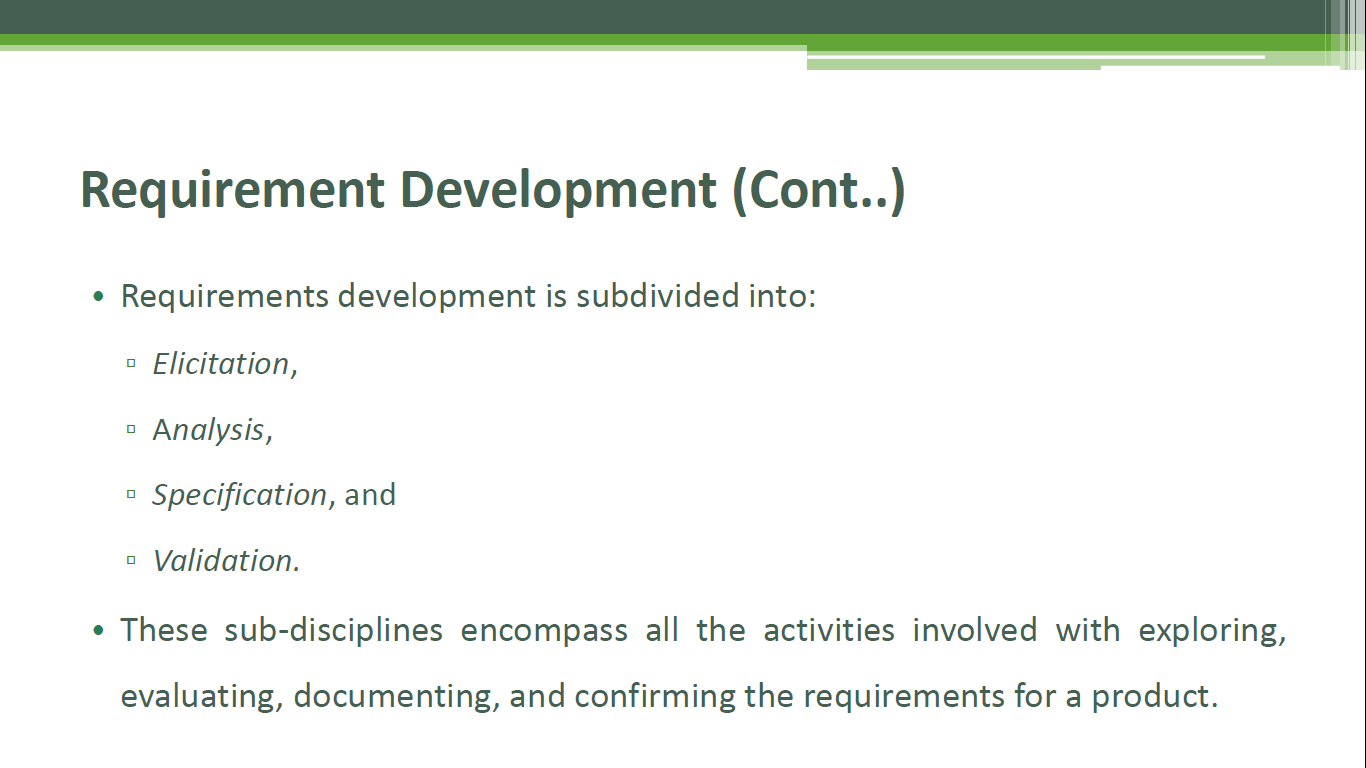 Requirement Development (Cont..)
• Requirements development is subdivided into:
▫ Elicitation,
▫ Analysis,
▫ Specification, and
▫ Validation.
• These sub-disciplines encompass all the activities involved with exploring,
evaluating, documenting, and confirming the requirements for a product.